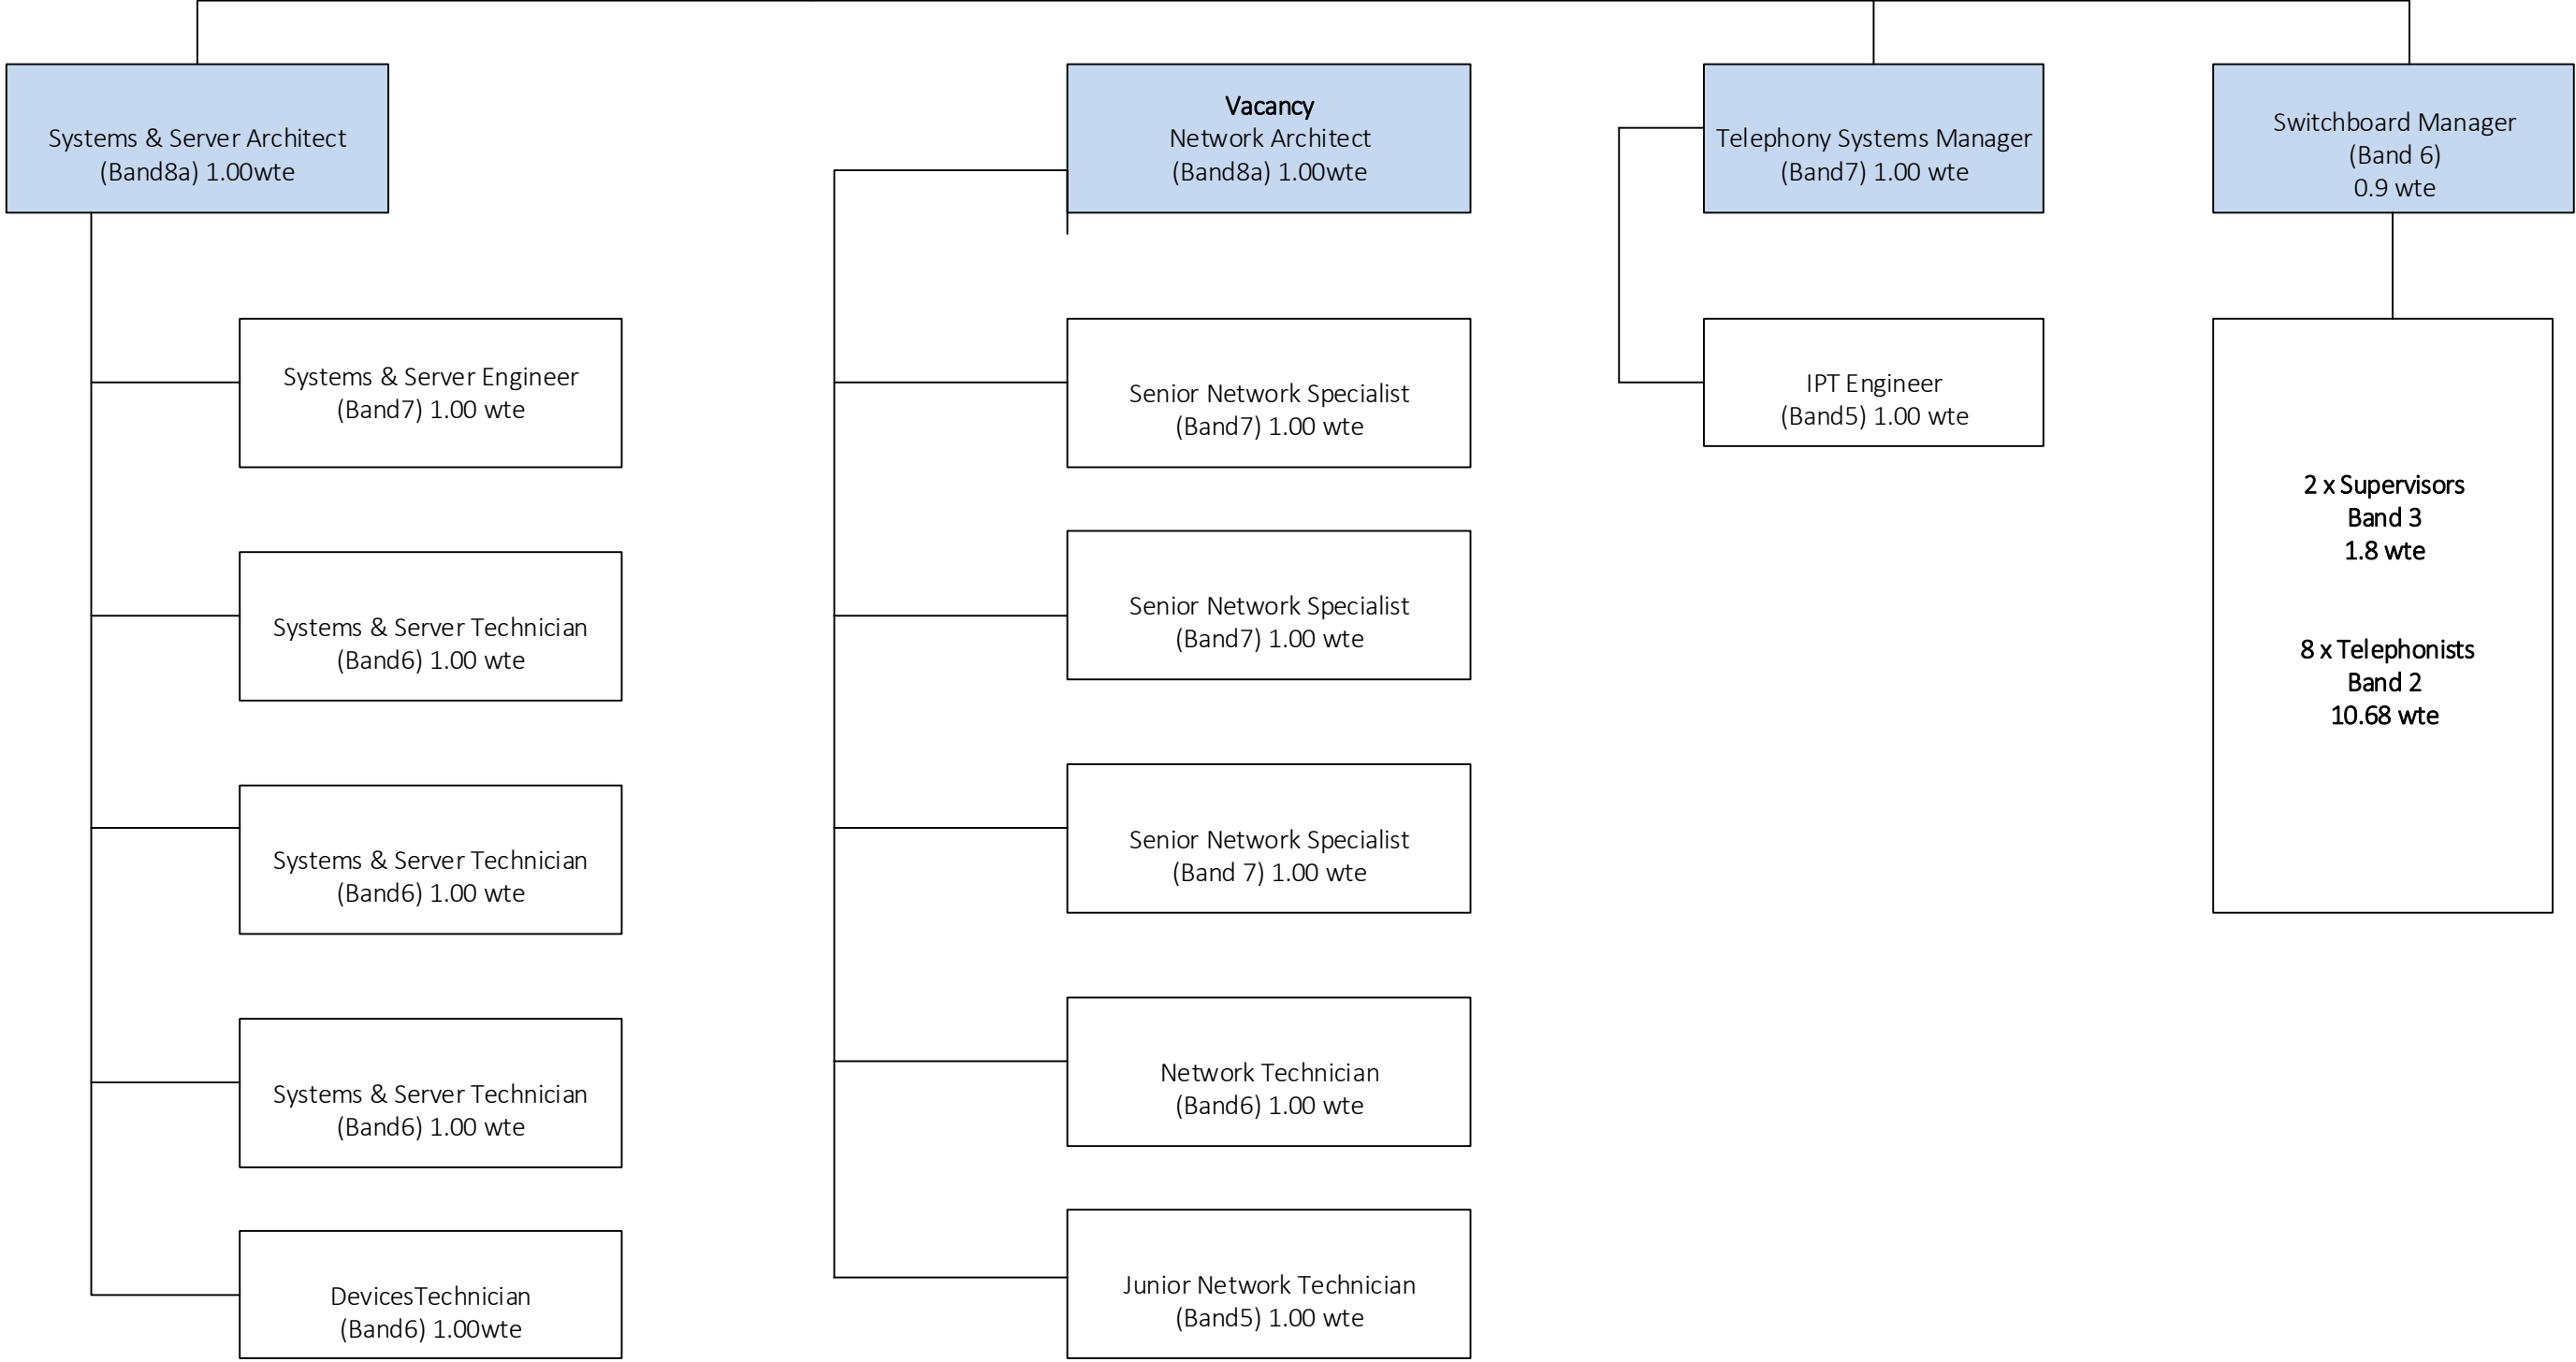 Systems & Server Architect
(Band8a) 1.00wte
Vacancy
Network Architect
(Band8a) 1.00wte
Telephony Systems Manager
(Band7) 1.00 wte
Switchboard Manager
(Band 6)
0.9 wte
Systems & Server Engineer
(Band7) 1.00 wte
Systems & Server Technician
(Band6) 1.00 wte
Systems & Server Technician
(Band6) 1.00 wte
Systems & Server Technician
(Band6) 1.00 wte
DevicesTechnician
(Band6) 1.00wte
Senior Network Specialist
(Band7) 1.00 wte
Senior Network Specialist
(Band7) 1.00 wte
Senior Network Specialist
(Band 7) 1.00 wte
Network Technician
(Band6) 1.00 wte
Junior Network Technician
(Band5) 1.00 wte
IPT Engineer
(Band5) 1.00 wte
2 x Supervisors
Band 3
1.8 wte
8 x Telephonists
Band 2
10.68 wte